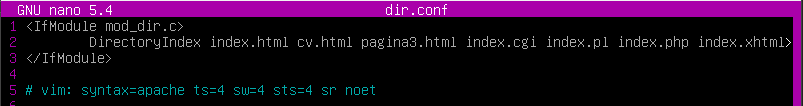 GNU nano 5.4 dir.conf
1 <IfModule mod_dir.c>
2 DirectoryIndex index.html cv.html pagina3.html index.cgi index.pl index.php index.xhtml>
3 </IfModule>
4
5 # vim: syntax=apache ts=4 sw=4 sts=4 sr noet
6